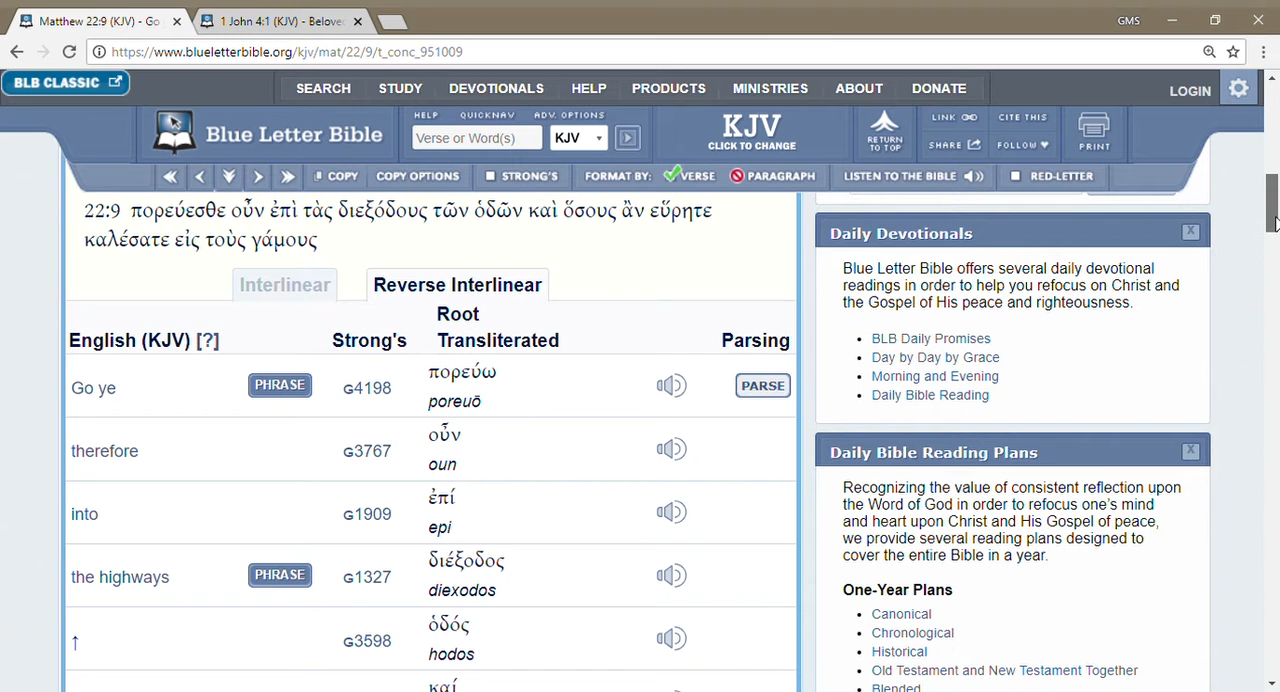 Matthew 22:9 (KJV) - Go
1 John 4:1 (KJV) - Belove
GMS
https://www.blueletterbible.org/kjv/mat/22/9/t_conc_951009
BLB CLASSIC
SEARCH STUDY DEVOTIONALS HELP PRODUCTS MINISTRIES ABOUT DONATE
LOGIN
Blue Letter Bible
HELP QUICKNAV ADV. OPTIONS
Verse or Word(s) KJV
KJV
CLICK TO CHANGE
RETURN
TO TOP
LINK CITE THIS
SHARE FOLLOW
PRINT
COPY COPY OPTIONS STRONG'S FORMAT BY: VERSE PARAGRAPH LISTEN TO THE BIBLE RED-LETTER
22:9 πορεύεσθε οὖν ἐπὶ τὰς διεξόδους τῶν ὁδῶν καὶ ὅσους ἂν εὕρητε
καλέσατε εἰς τοὺς γάμους
Interlinear Reverse Interlinear
English (KJV) [?] Strong's Root
Transliterated Parsing
Go ye PHRASE G4198 πορεύω PARSE
poreuō
therefore G3767 οὖν
oun
into G1909 ἐπί
epi
the highways PHRASE G1327 διέξοδος
diexodos
↑ G3598 ὁδός
hodos
καί
Daily Devotionals X
Blue Letter Bible offers several daily devotional
readings in order to help you refocus on Christ and
the Gospel of His peace and righteousness.
• BLB Daily Promises
• Day by Day by Grace
• Morning and Evening
• Daily Bible Reading
Daily Bible Reading Plans X
Recognizing the value of consistent reflection upon
the Word of God in order to refocus one's mind
and heart upon Christ and His Gospel of peace,
we provide several reading plans designed to
cover the entire Bible in a year.
One-Year Plans
• Canonical
• Chronological
• Historical
• Old Testament and New Testament Together
• Blended